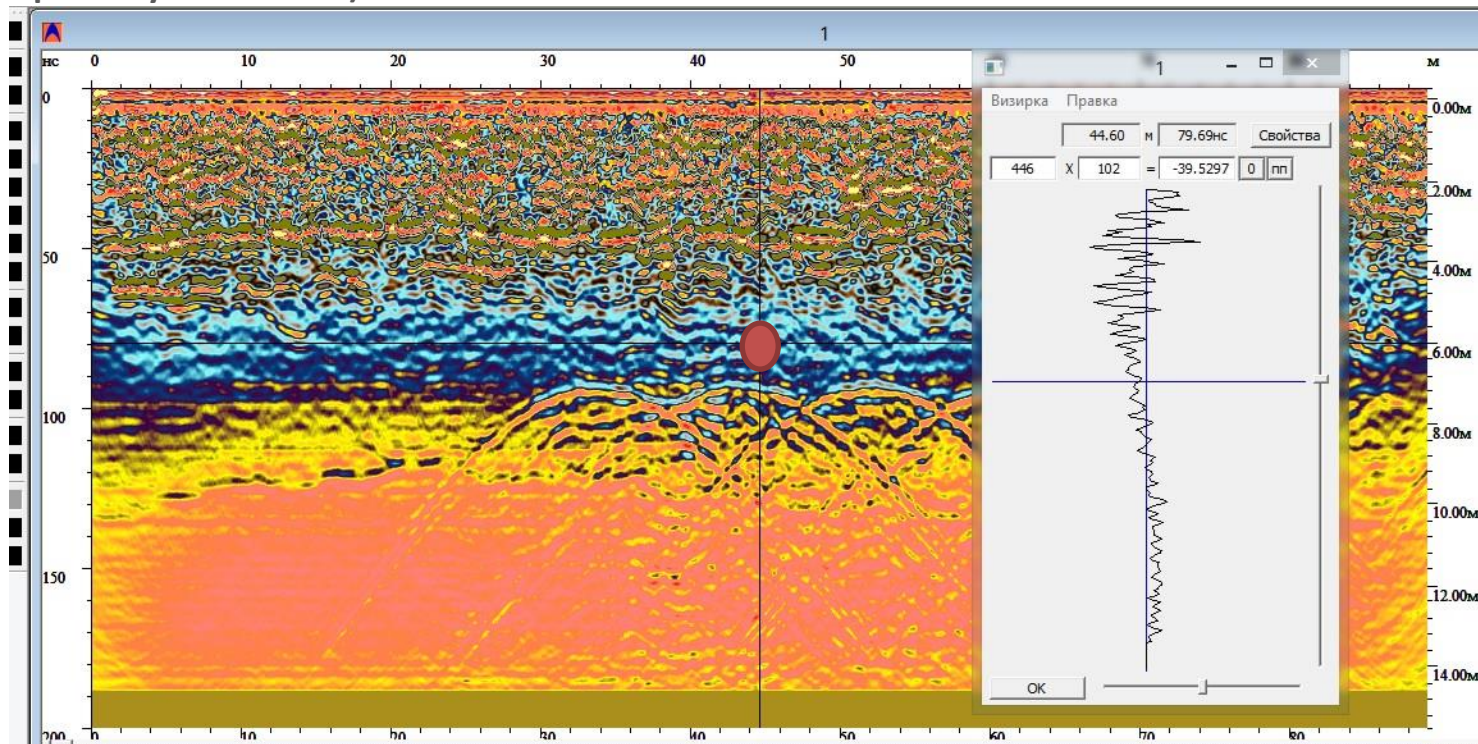 1
нс 0 10 20 30 40 50 м
1
Визирка Правка
44.60 м 79.69нс Свойства
446 X 102 = -39.5297 0 пп
OK
0
50
100
150
200
0.00м
2.00м
4.00м
6.00м
8.00м
10.00м
12.00м
14.00м
0 10 20 30 40 50 60 70 80